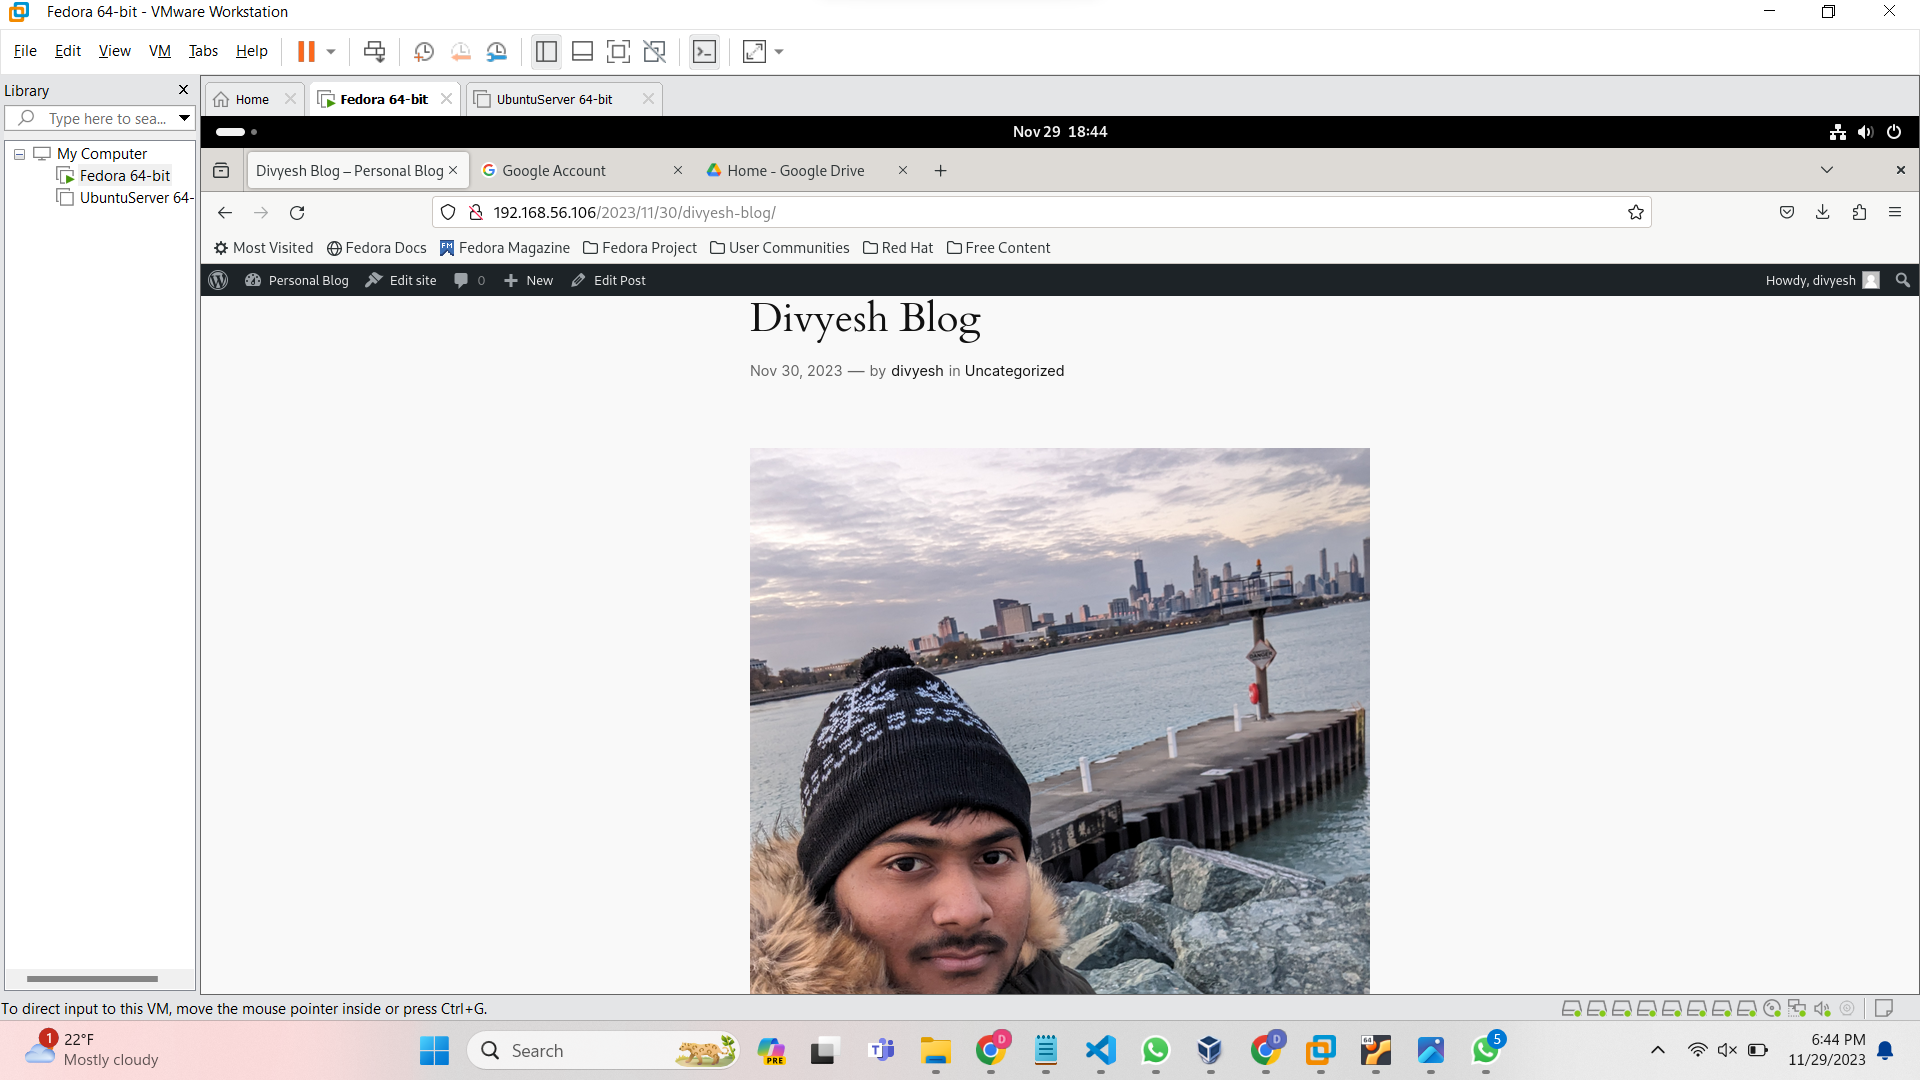 Fedora 64-bit - VMware Workstation
File Edit View VM Tabs Help
Library
Type here to sea...
My Computer
Fedora 64-bit
UbuntuServer 64-
Home Fedora 64-bit UbuntuServer 64-bit
Nov 29 18:44
Divyesh Blog – Personal Blog Google Account Home - Google Drive
192.168.56.106/2023/11/30/divyesh-blog/
Most Visited Fedora Docs Fedora Magazine Fedora Project User Communities Red Hat Free Content
Personal Blog Edit site 0 New Edit Post Howdy, divyesh
Divyesh Blog
Nov 30, 2023 — by divyesh in Uncategorized
DANGER
To direct input to this VM, move the mouse pointer inside or press Ctrl+G.
1
22°F
Mostly cloudy
Search
PRE
D
D
64
5
6:44 PM
11/29/2023